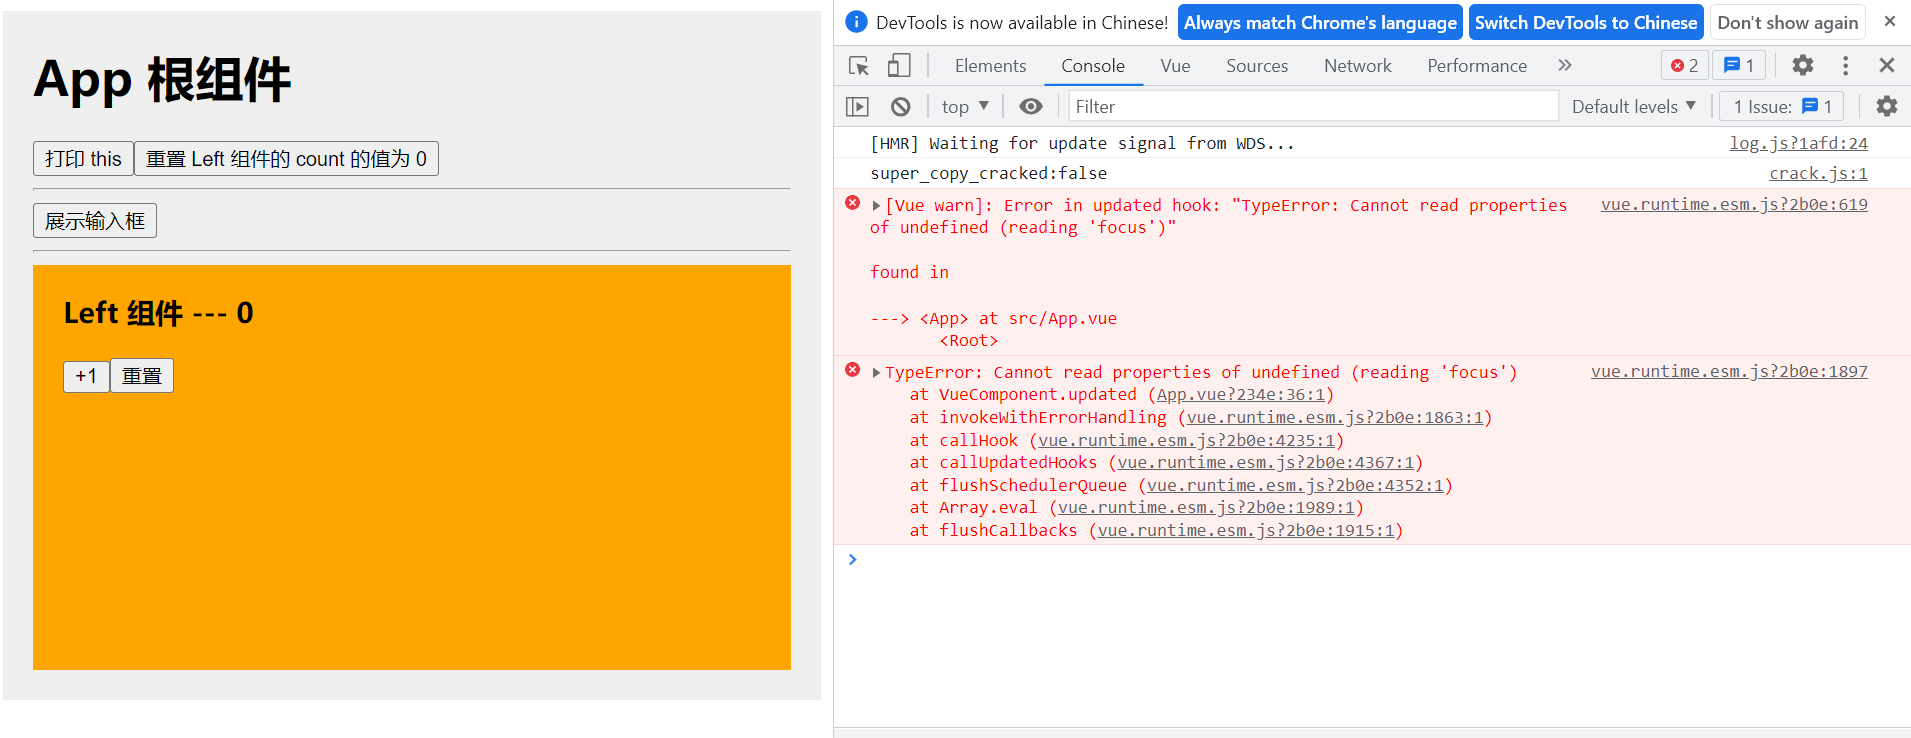 App 根组件
打印 this 重置 Left 组件的 count 的值为 0
展示输入框
Left 组件 --- 0
+1 重置
DevTools is now available in Chinese! Always match Chrome's language Switch DevTools to Chinese Don't show again
Elements Console Vue Sources Network Performance 2 1
top ▼ Filter Default levels ▼ 1 Issue: 1
[HMR] Waiting for update signal from WDS... log.js?1afd:24
super_copy_cracked:false crack.js:1
[Vue warn]: Error in updated hook: "TypeError: Cannot read properties vue.runtime.esm.js?2b0e:619
of undefined (reading 'focus')"
found in
---> <App> at src/App.vue
<Root>
TypeError: Cannot read properties of undefined (reading 'focus') vue.runtime.esm.js?2b0e:1897
at VueComponent.updated (App.vue?234e:36:1)
at invokeWithErrorHandling (vue.runtime.esm.js?2b0e:1863:1)
at callHook (vue.runtime.esm.js?2b0e:4235:1)
at callUpdatedHooks (vue.runtime.esm.js?2b0e:4367:1)
at flushSchedulerQueue (vue.runtime.esm.js?2b0e:4352:1)
at Array.eval (vue.runtime.esm.js?2b0e:1989:1)
at flushCallbacks (vue.runtime.esm.js?2b0e:1915:1)